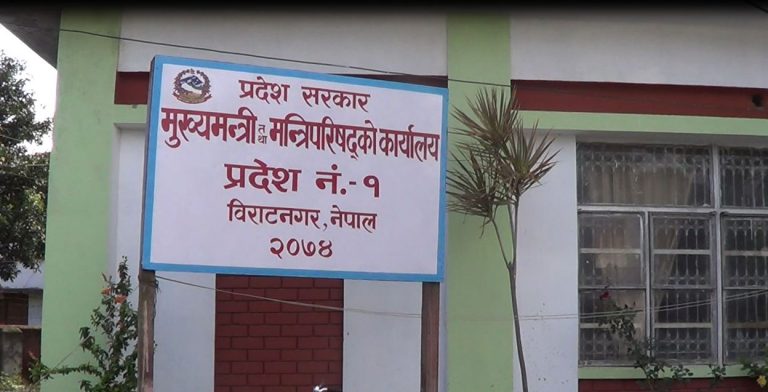 प्रदेश सरकार
मुख्यमन्त्री तथा मन्त्रिपरिषद्को कार्यालय
प्रदेश नं.-१
विराटनगर, नेपाल
२०७४